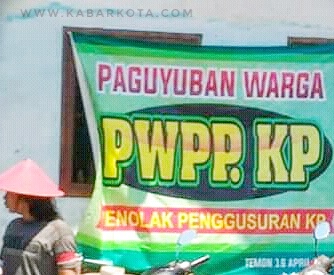 WWW.KABARKOTA.COM
PAGUYUBAN WARGA
PWPP. KP
ENOLAK PENGGUSURAN KP
TEMON 16 APRIL